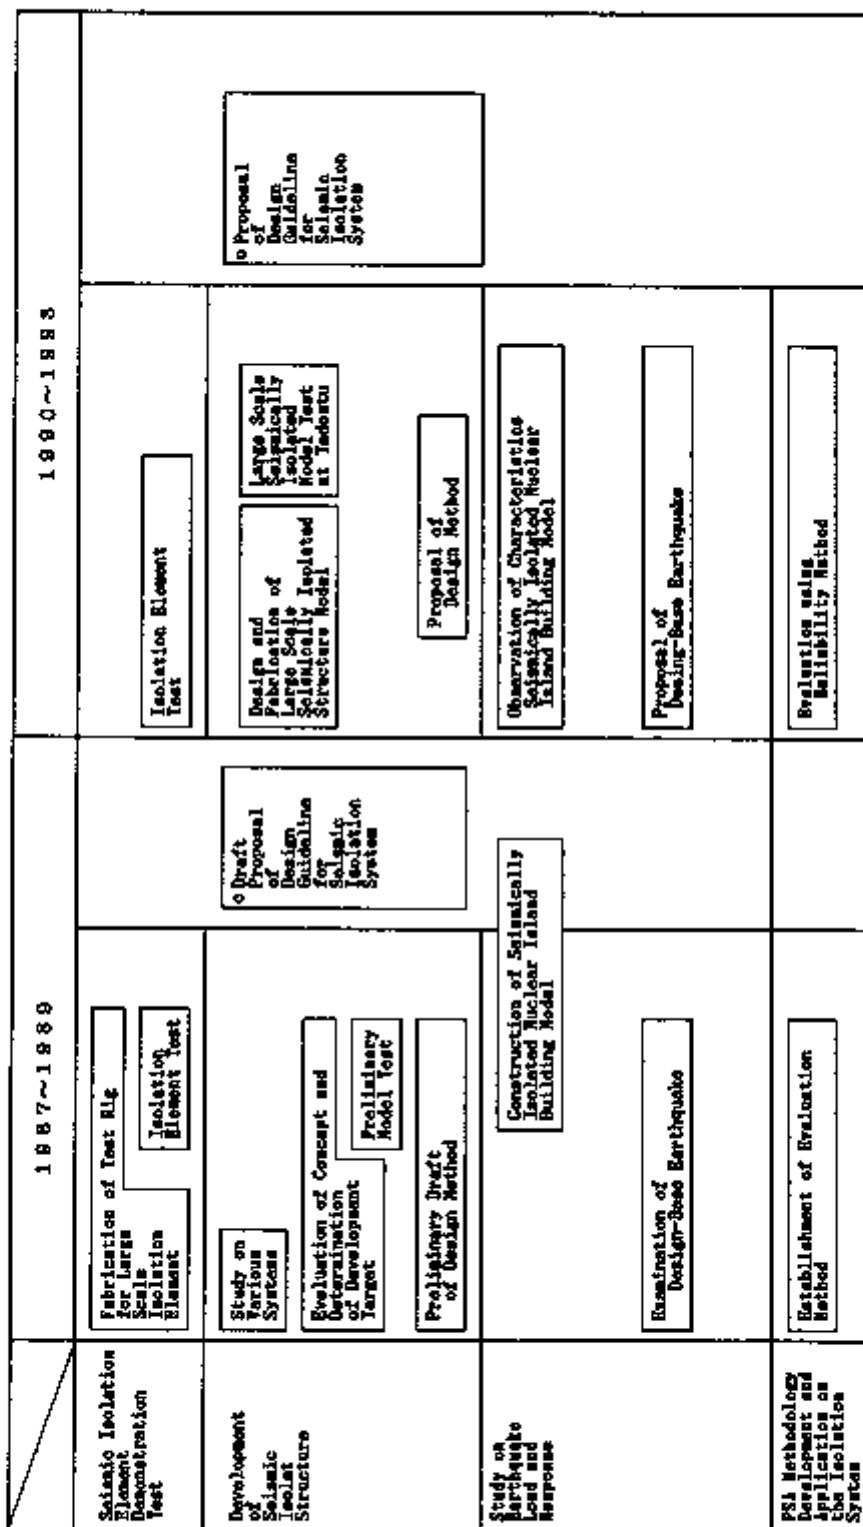 1987~1989
1990~1993
Seismic Isolation
Element
Demonstration
Test
Fabrication of Test Rig
for Large
Scale
Isolation
Element
Isolation
Element Test
Isolation Element
Test
Development
of
Seismic
Isolat
Structure
Study on
Various
Systems
Evaluation of Concept and
Determination
of Development
Target
Preliminary
Model Test
Preliminary Draft
of Design Method
o Draft
Proposal
of
Design
Guideline
for
Seismic
Isolation
System
Design and
Fabrication of
Large Scale
Seismically Isolated
Structure Model
Large Scale
Seismically
Isolated
Model Test
at Tadostu
Proposal of
Design Method
o Proposal
of
Design
Guideline
for
Seismic
Isolation
System
Study on
Earthquake
Load and
Response
Construction of Seismically
Isolated Nuclear Island
Building Model
Examination of
Design-Base Earthquake
Observation of Characteristics
Seismically Isolated Nuclear
Island Building Model
Proposal of
Desing-Base Earthquake
PSA Methodology
Development and
Application on
the Isolation
System
Establishment of Evaluation
Method
Evaluation using
Reliability Method